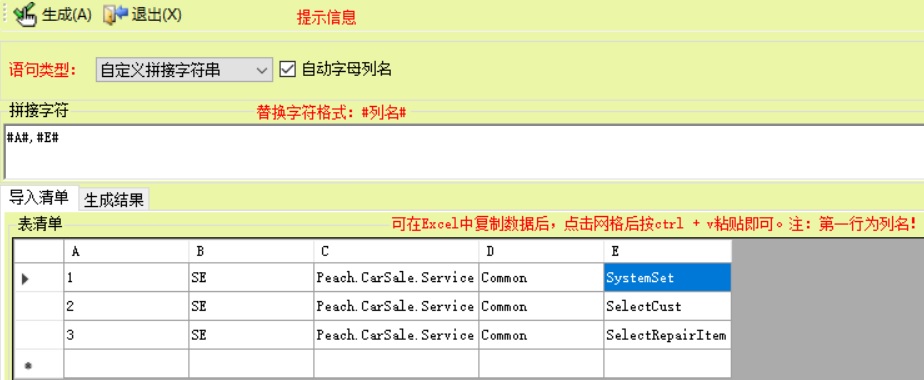 生成(A) 退出(X) 提示信息
语句类型: 自定义拼接字符串 自动字母列名
拼接字符 替换字符格式: #列名#
#A#,#E#
导入清单 生成结果
表清单 可在Excel中复制数据后，点击网格后按ctrl + v粘贴即可。注: 第一行为列名!
A B C D E
1 SE Peach.CarSale.Service Common SystemSet
2 SE Peach.CarSale.Service Common SelectCust
3 SE Peach.CarSale.Service Common SelectRepairItem